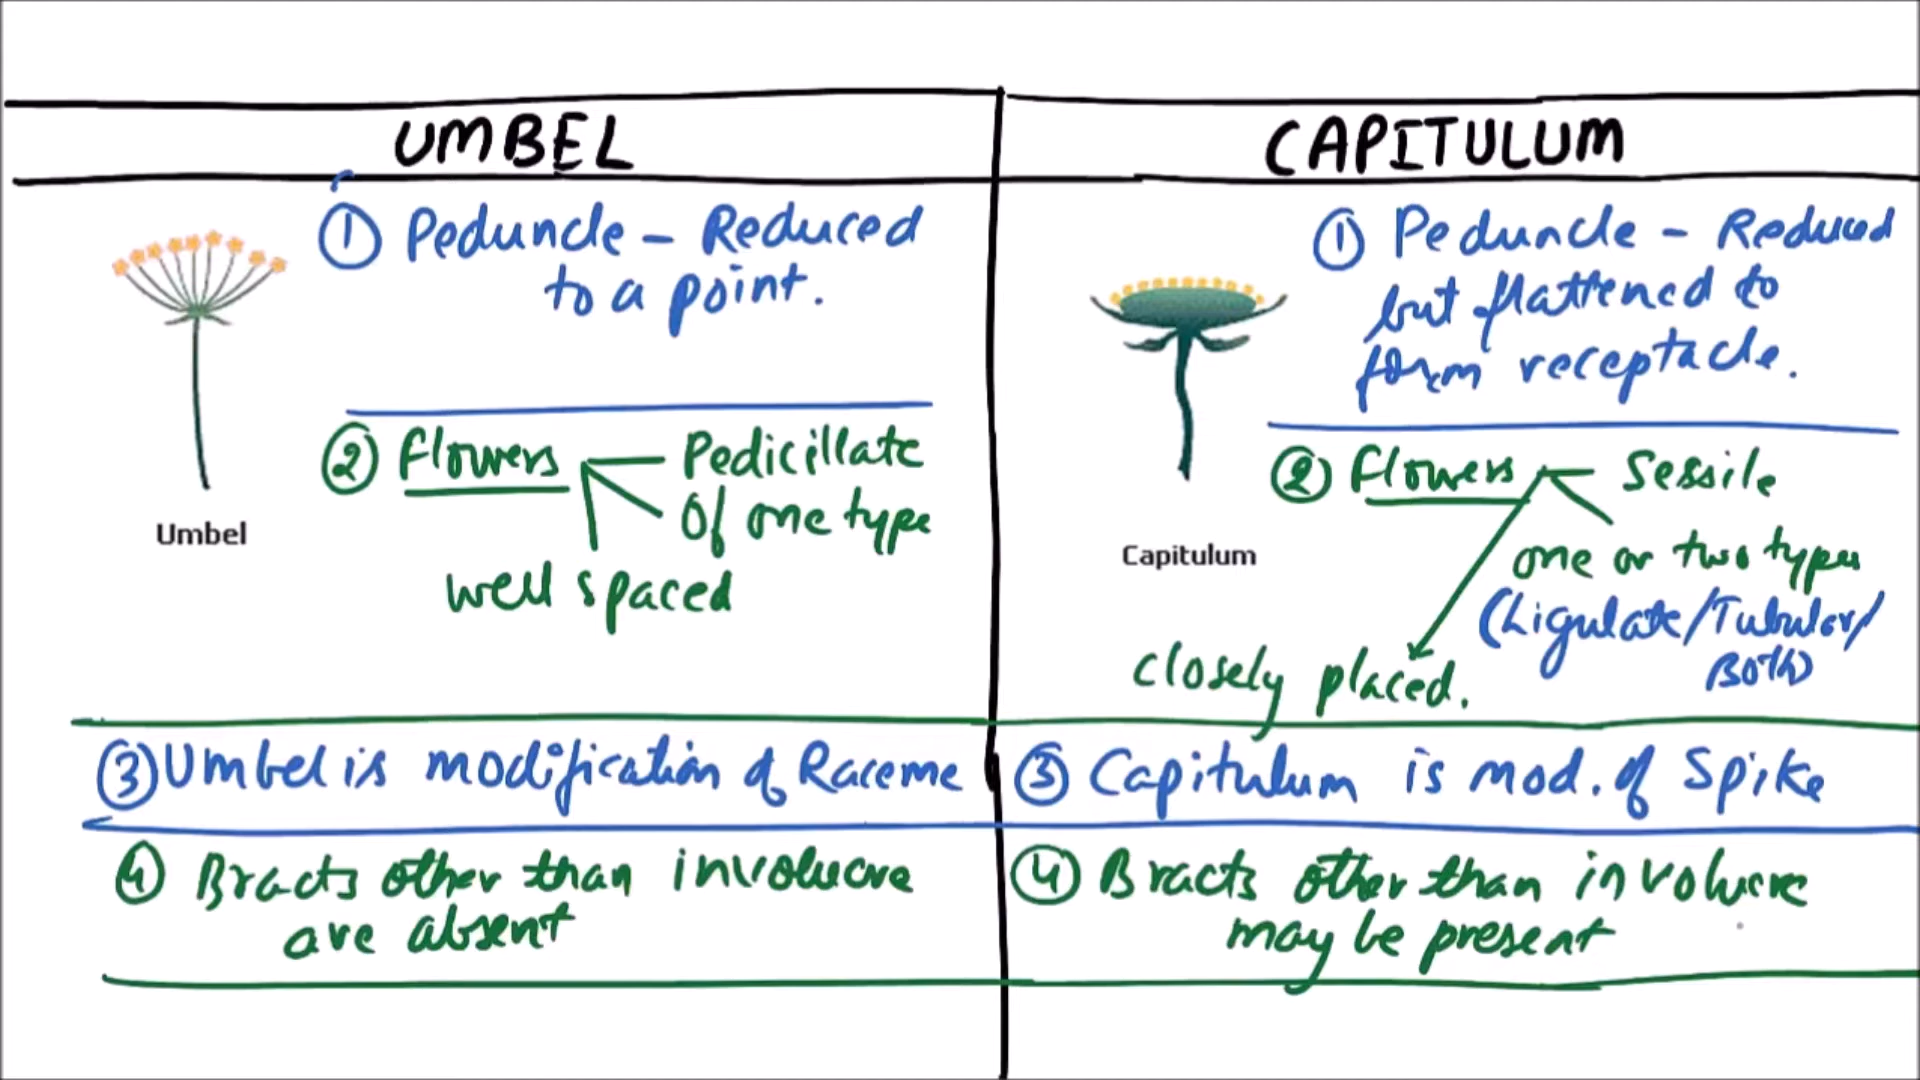 UMBEL
① Peduncle - Reduced
to a point.
② Flowers
Pedicillate
Of one type
well spaced
Umbel
③ Umbel is modification of Raceme
④ Bracts other than involucre
are absent
CAPITULUM
① Peduncle - Reduced
but flattened to
form receptacle.
② Flowers
Sessile
one or two types
(Ligulate/Tubular/
Both)
closely placed.
Capitulum
③ Capitulum is mod. of Spike
④ Bracts other than involucre
may be present